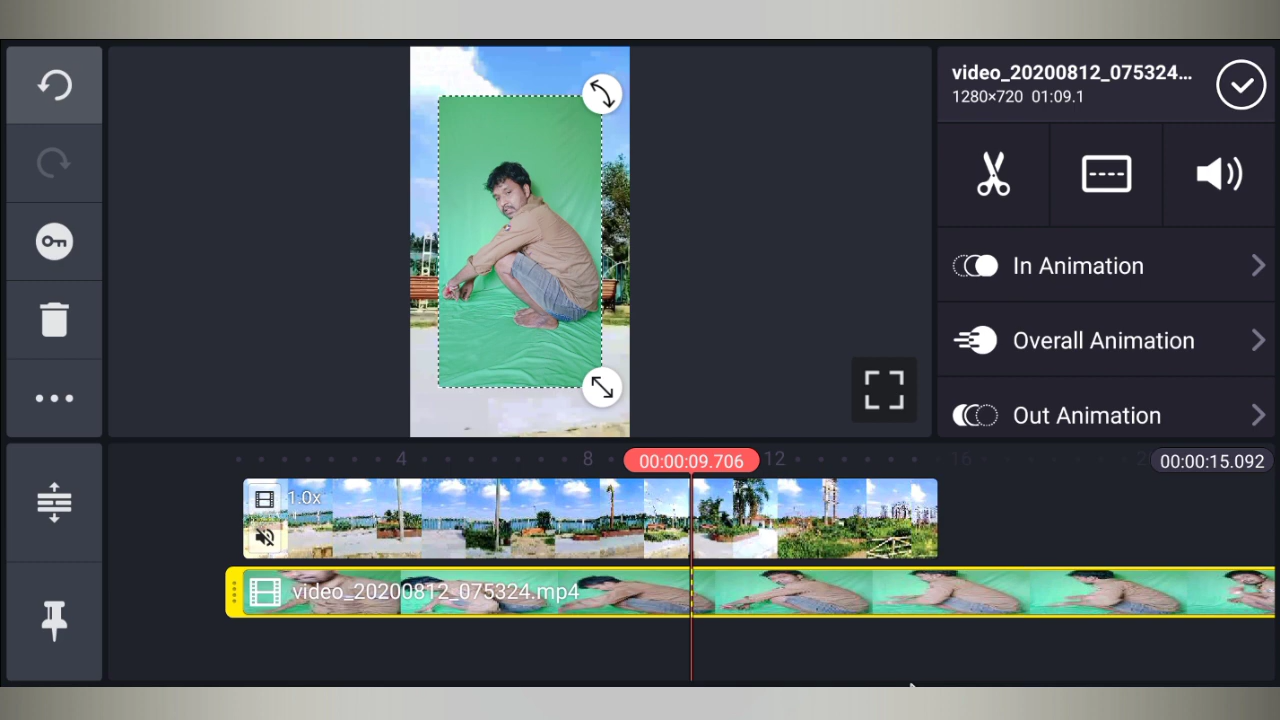 video_20200812_075324...
1280×720 01:09.1
In Animation
Overall Animation
Out Animation
4
8
00:00:09.706
12
16
2
00:00:15.092
1.0x
video_20200812_075324.mp4